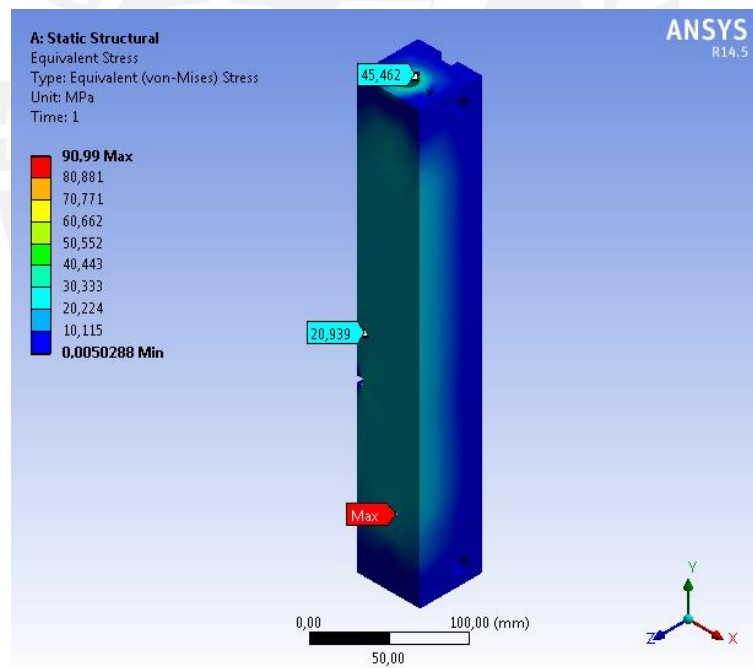 A: Static Structural
Equivalent Stress
Type: Equivalent (von-Mises) Stress
Unit: MPa
Time: 1
90,99 Max
80,881
70,771
60,662
50,552
40,443
30,333
20,224
10,115
0,0050288 Min
ANSYS
R14.5
45,462
20,939
Max
0,00
100,00 (mm)
50,00
Y
Z
X